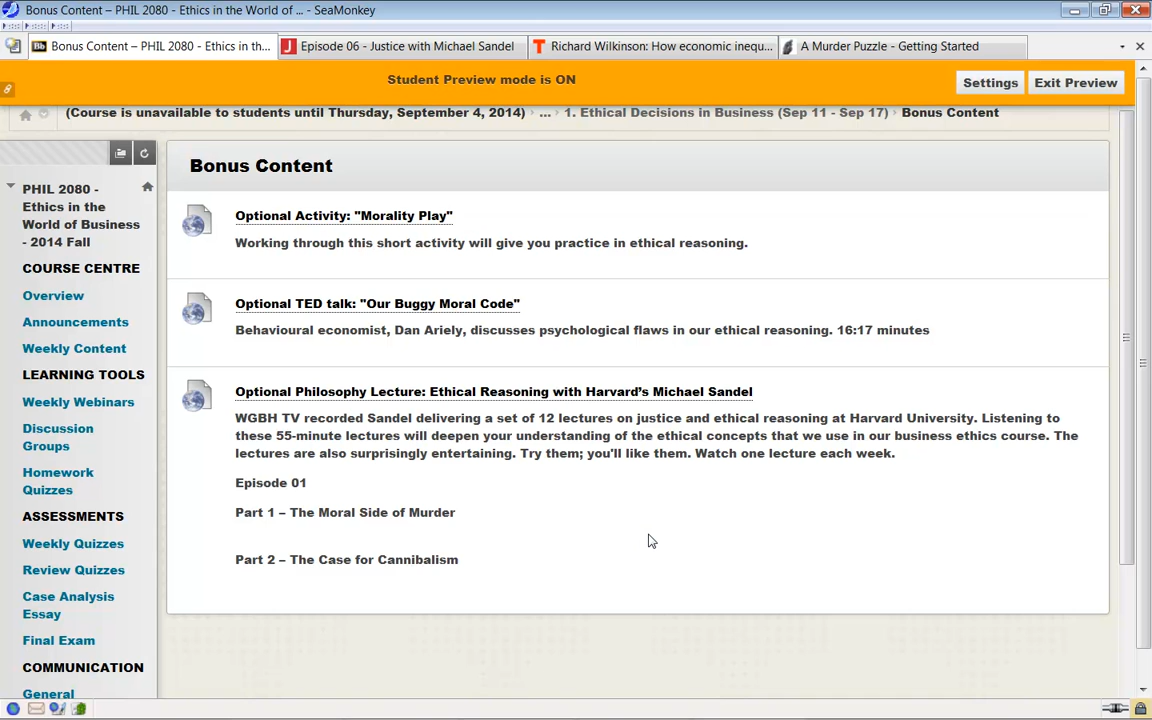 Bonus Content – PHIL 2080 - Ethics in the World of ... - SeaMonkey
Bonus Content – PHIL 2080 - Ethics in th...
Episode 06 - Justice with Michael Sandel
Richard Wilkinson: How economic inequ...
A Murder Puzzle - Getting Started
Student Preview mode is ON
Settings
Exit Preview
(Course is unavailable to students until Thursday, September 4, 2014) ... 1. Ethical Decisions in Business (Sep 11 - Sep 17) Bonus Content
PHIL 2080 -
Ethics in the
World of Business
- 2014 Fall
COURSE CENTRE
Overview
Announcements
Weekly Content
LEARNING TOOLS
Weekly Webinars
Discussion
Groups
Homework
Quizzes
ASSESSMENTS
Weekly Quizzes
Review Quizzes
Case Analysis
Essay
Final Exam
COMMUNICATION
General
Bonus Content
Optional Activity: "Morality Play"
Working through this short activity will give you practice in ethical reasoning.
Optional TED talk: "Our Buggy Moral Code"
Behavioural economist, Dan Ariely, discusses psychological flaws in our ethical reasoning. 16:17 minutes
Optional Philosophy Lecture: Ethical Reasoning with Harvard’s Michael Sandel
WGBH TV recorded Sandel delivering a set of 12 lectures on justice and ethical reasoning at Harvard University. Listening to
these 55-minute lectures will deepen your understanding of the ethical concepts that we use in our business ethics course. The
lectures are also surprisingly entertaining. Try them; you'll like them. Watch one lecture each week.
Episode 01
Part 1 – The Moral Side of Murder
Part 2 – The Case for Cannibalism